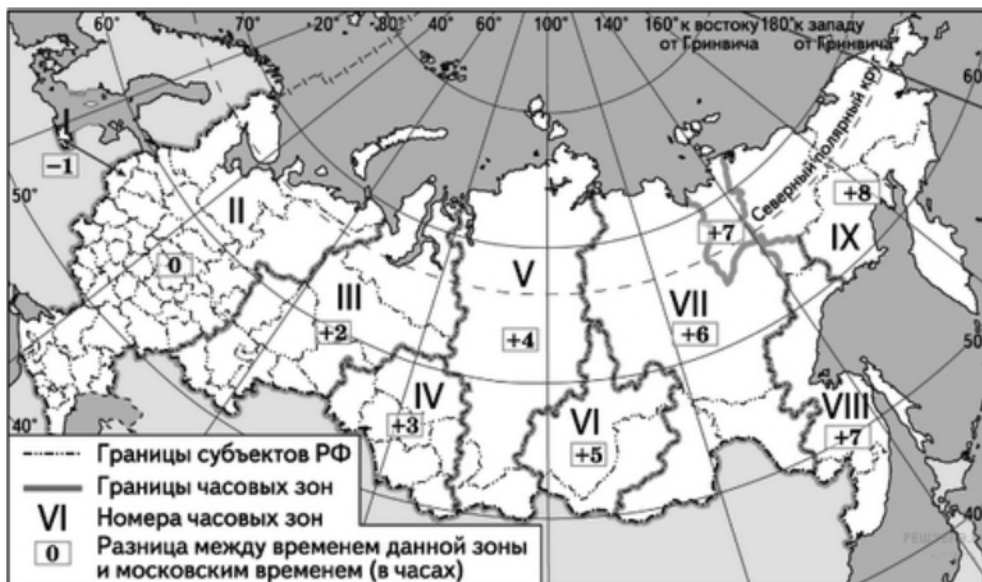 60° 70° -20° 0° 20° 40° 60° 80° 100° 120° 140° 160° к востоку 180° к западу
от Гринвича от Гринвича
60°
Северный полярный круг
I
-1
50°
II
0
III
+2
IV
+3
V
+4
VI
+5
VII
+6
+7
VIII
+7
IX
+8
50°
40°
40°
Границы субъектов РФ
Границы часовых зон
VI Номера часовых зон
0 Разница между временем данной зоны
и московским временем (в часах)